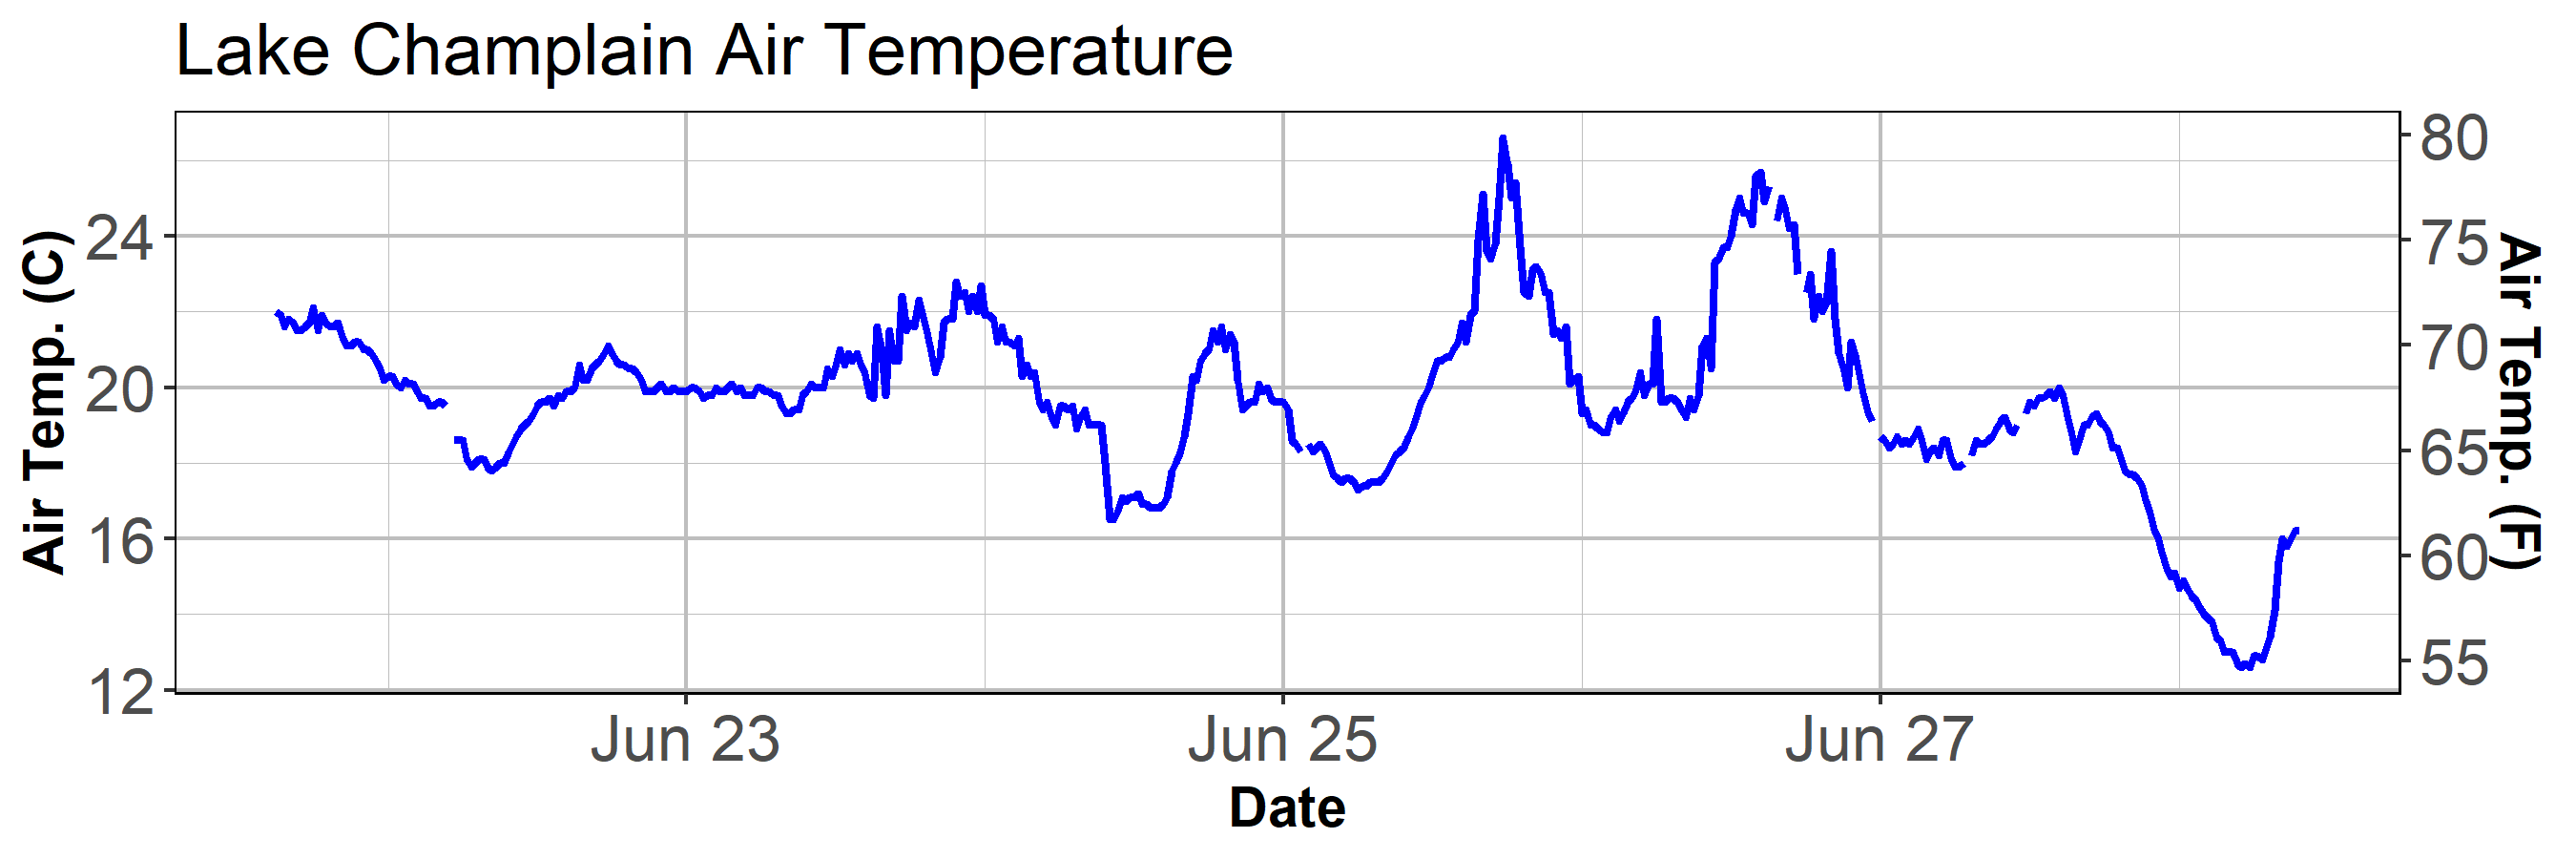 Lake Champlain Air Temperature
Air Temp. (C)
24
20
16
12
80
75
70
65
60
55
Air Temp. (F)
Jun 23
Jun 25
Jun 27
Date